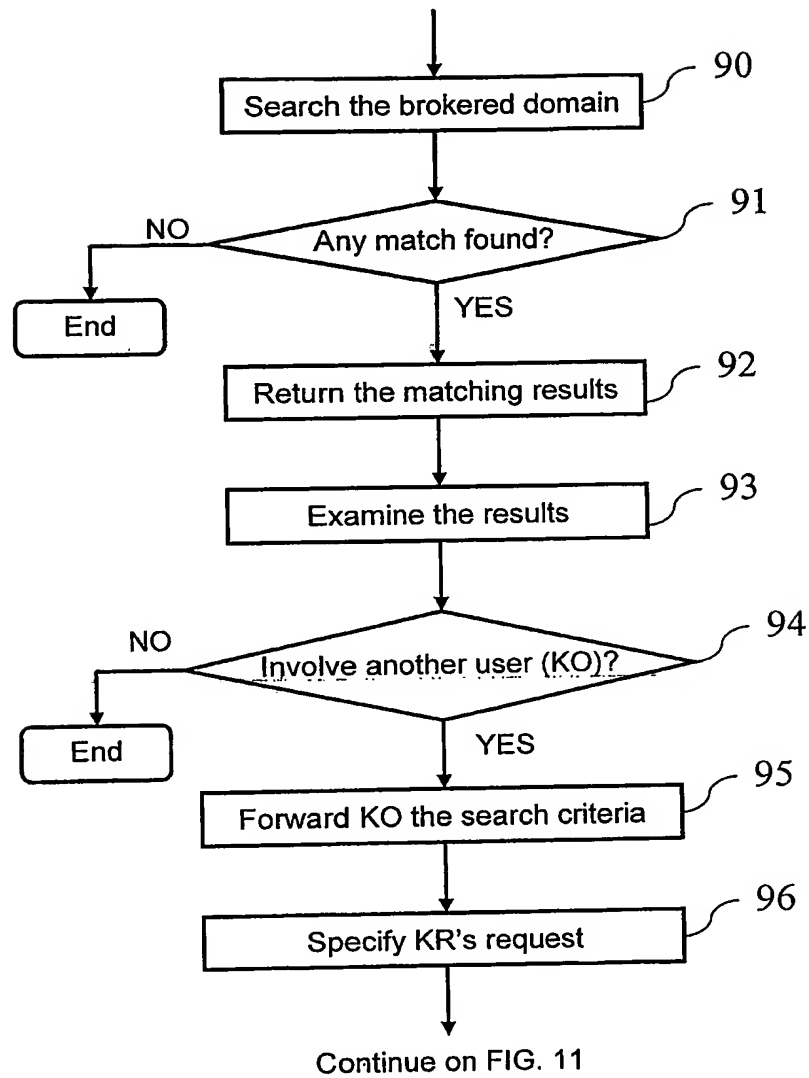 90
Search the brokered domain
91
NO
Any match found?
End
YES
92
Return the matching results
93
Examine the results
94
NO
Involve another user (KO)?
End
YES
95
Forward KO the search criteria
96
Specify KR's request
Continue on FIG. 11